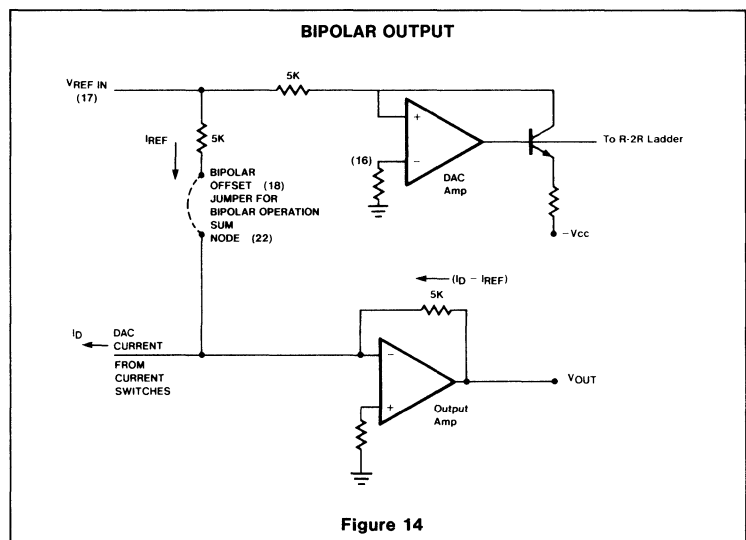 BIPOLAR OUTPUT
VREF IN
(17)
5K
IREF
5K
+
−
(16)
DAC
Amp
To R-2R Ladder
−VCC
BIPOLAR
OFFSET (18)
JUMPER FOR
BIPOLAR OPERATION
SUM
NODE (22)
(ID − IREF)
5K
ID
DAC
CURRENT
FROM
CURRENT
SWITCHES
−
+
Output
Amp
VOUT
Figure 14